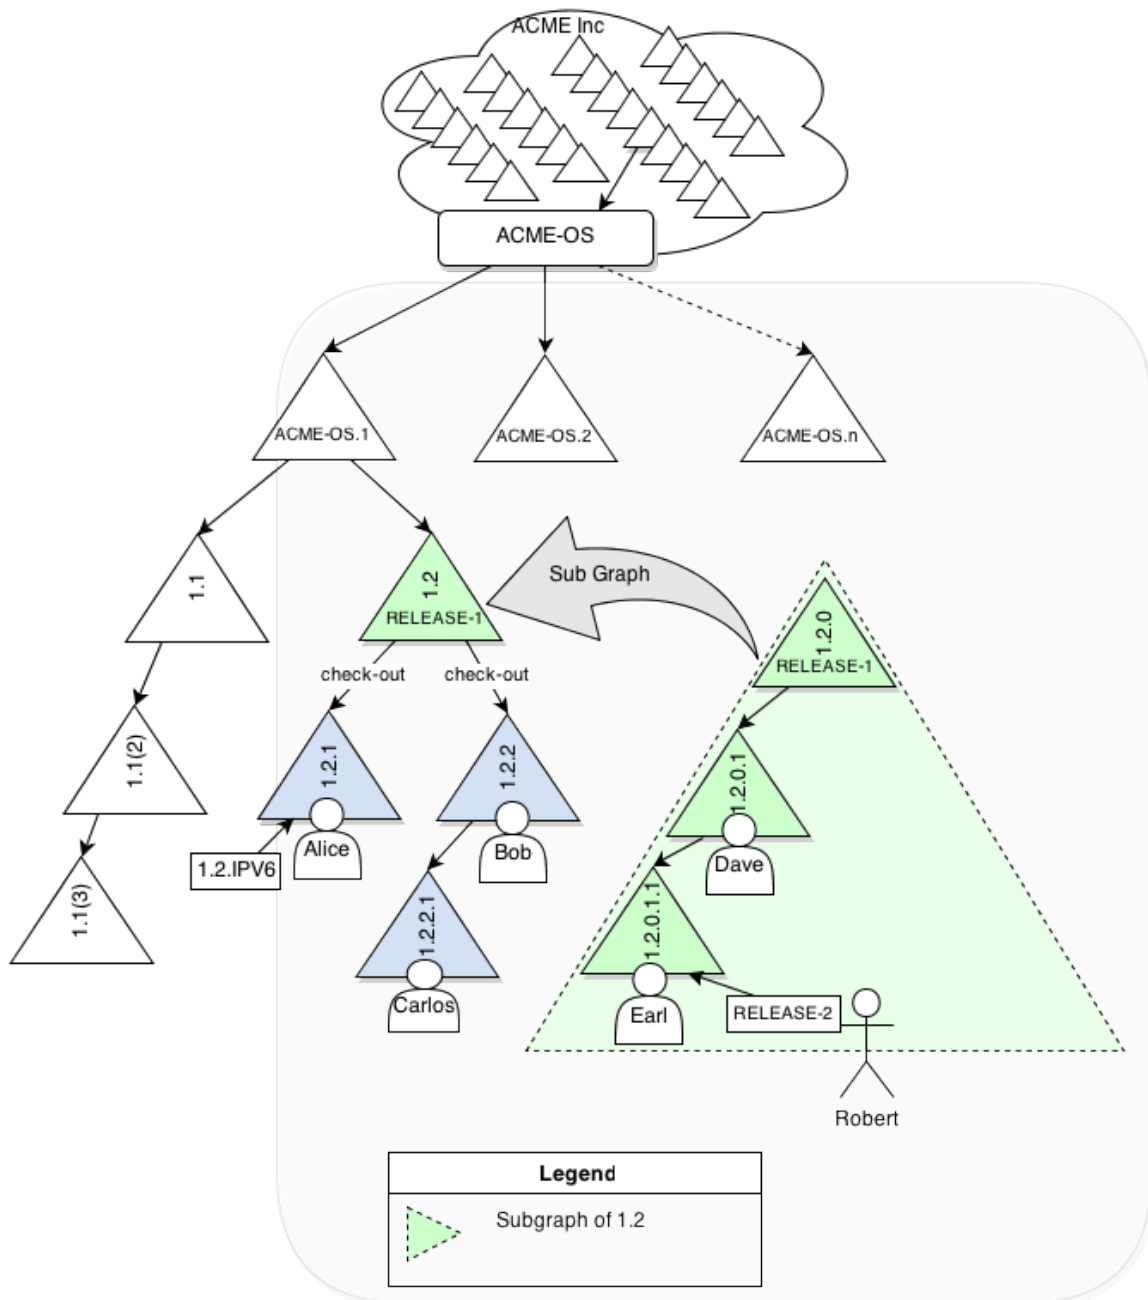 ACME Inc
ACME-OS
ACME-OS.1
ACME-OS.2
ACME-OS.n
1.1
1.2
RELEASE-1
Sub Graph
1.2.0
RELEASE-1
check-out
check-out
1.1(2)
1.2.1
1.2.2
1.2.0.1
Alice
Bob
Dave
1.2.IPV6
1.1(3)
1.2.2.1
1.2.0.1.1
Carlos
Earl
RELEASE-2
Robert
Legend
Subgraph of 1.2